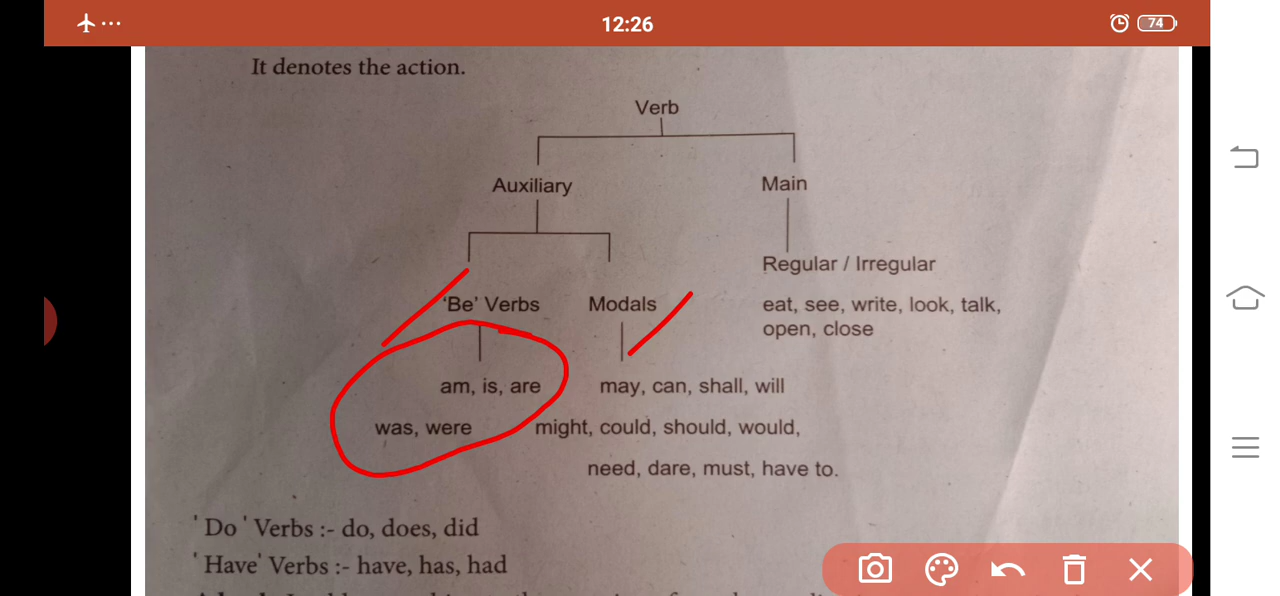 12:26
74
It denotes the action.
Verb
Auxiliary Main
Regular / Irregular
'Be' Verbs Modals eat, see, write, look, talk,
open, close
am, is, are may, can, shall, will
was, were might, could, should, would,
need, dare, must, have to.
' Do ' Verbs :- do, does, did
' Have' Verbs :- have, has, had